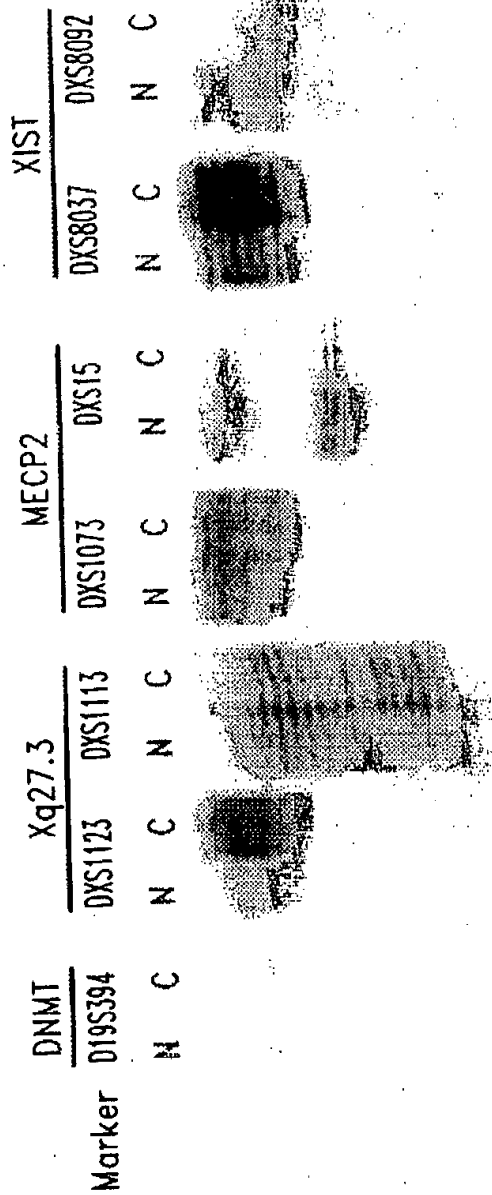 DNMT Xq27.3 MECP2 XIST
Marker D19S394 DXS1123 DXS1113 DXS1073 DXS15 DXS8037 DXS8092
N C N C N C N C N C N C N C